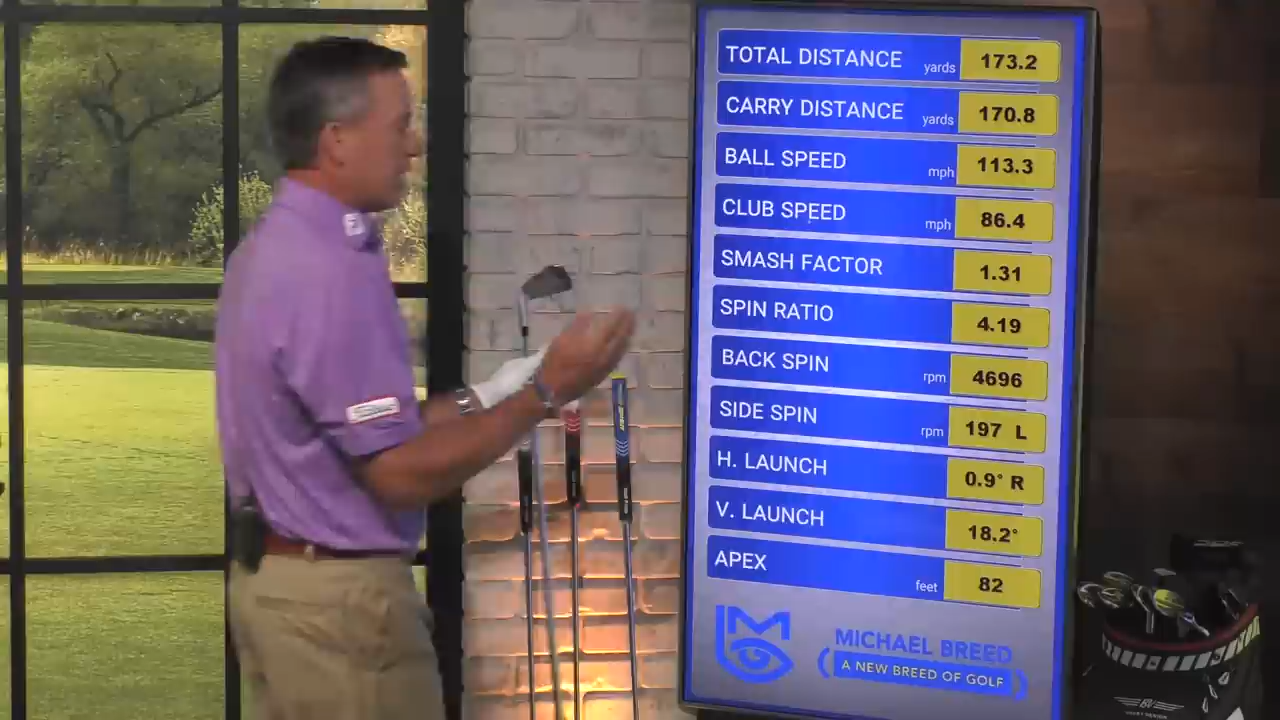 TOTAL DISTANCE yards 173.2
CARRY DISTANCE yards 170.8
BALL SPEED mph 113.3
CLUB SPEED mph 86.4
SMASH FACTOR 1.31
SPIN RATIO 4.19
BACK SPIN rpm 4696
SIDE SPIN rpm 197 L
H. LAUNCH 0.9° R
V. LAUNCH 18.2°
APEX feet 82
MICHAEL BREED
A NEW BREED OF GOLF